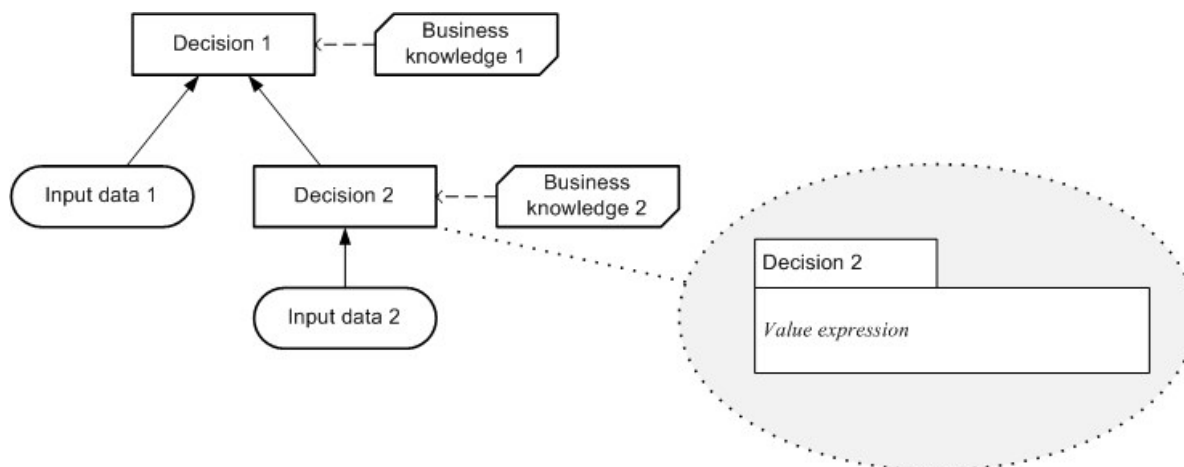 Decision 1
Business
knowledge 1
Input data 1
Decision 2
Business
knowledge 2
Input data 2
Decision 2
Value expression